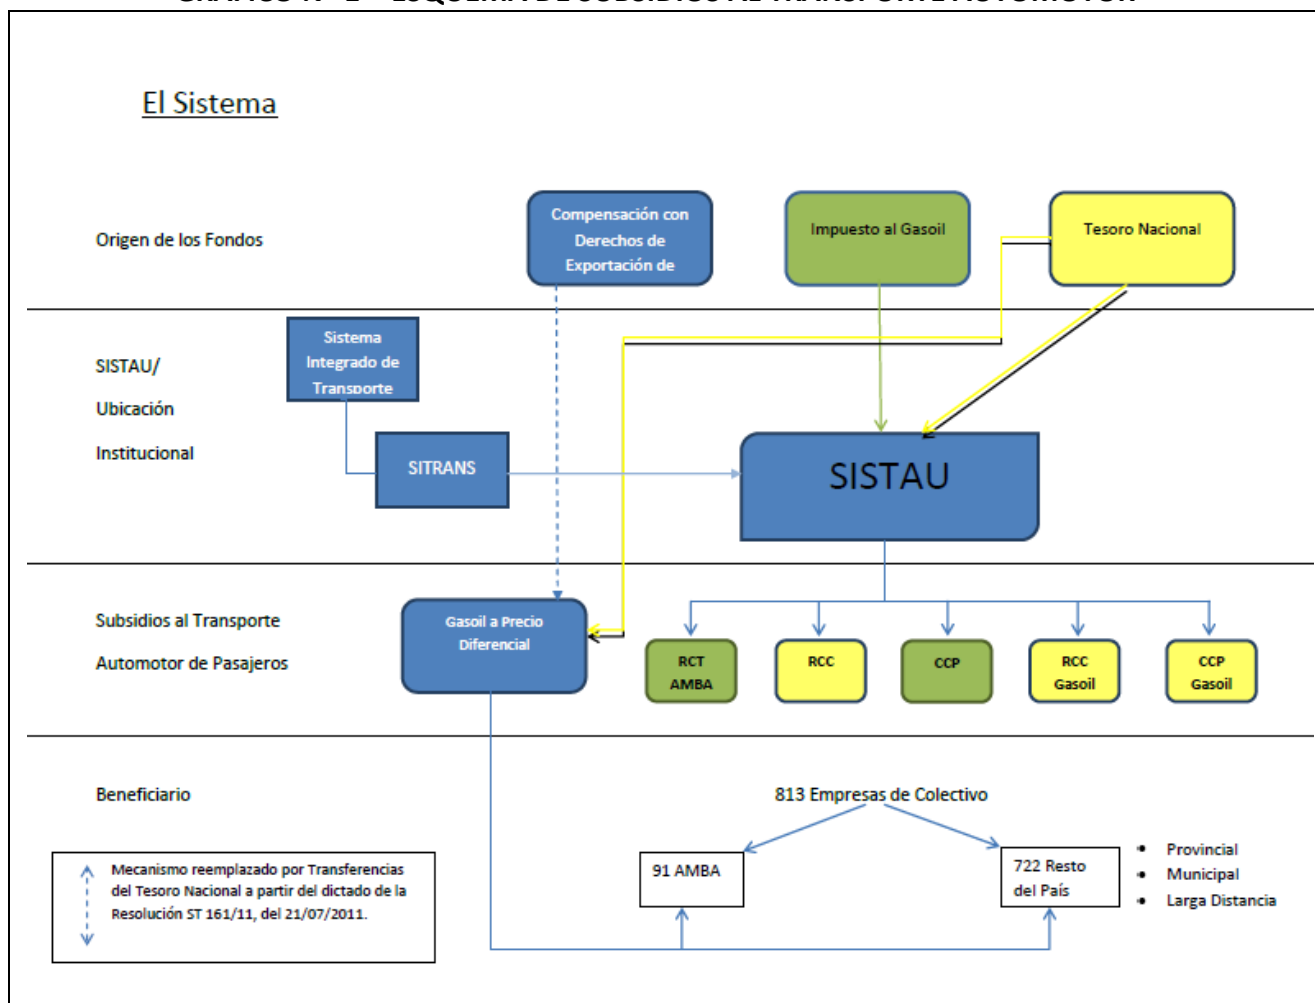 El Sistema
Origen de los Fondos
Compensación con
Derechos de
Exportación de
Impuesto al Gasoil
Tesoro Nacional
SISTAU/
Ubicación
Institucional
Sistema
Integrado de
Transporte
SITRANS
SISTAU
Subsidios al Transporte
Automotor de Pasajeros
Gasoil a Precio
Diferencial
RCT
AMBA
RCC
CCP
RCC
Gasoil
CCP
Gasoil
Beneficiario
813 Empresas de Colectivo
91 AMBA
722 Resto
del País
• Provincial
• Municipal
• Larga Distancia
Mecanismo reemplazado por Transferencias
del Tesoro Nacional a partir del dictado de la
Resolución ST 161/11, del 21/07/2011.